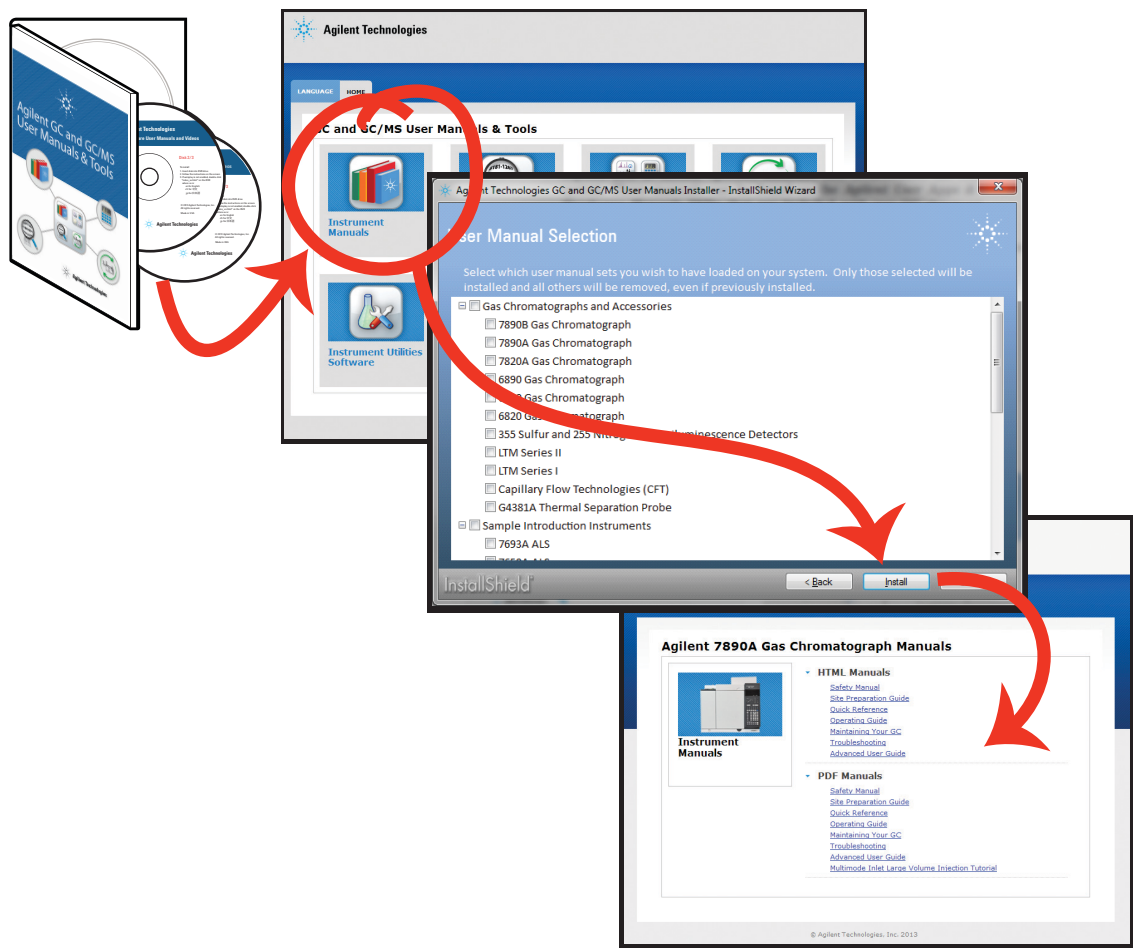 Agilent GC and GC/MS
User Manuals & Tools
Agilent Technologies
Agilent Technologies
Agilent Technologies
Agilent Technologies
LANGUAGE
HOME
GC and GC/MS User Manuals & Tools
Instrument
Manuals
Instrument Utilities
Software
Agilent Technologies GC and GC/MS User Manuals Installer - InstallShield Wizard
User Manual Selection
Select which user manual sets you wish to have loaded on your system. Only those selected will be
installed and all others will be removed, even if previously installed.
Gas Chromatographs and Accessories
7890B Gas Chromatograph
7890A Gas Chromatograph
7820A Gas Chromatograph
6890 Gas Chromatograph
Gas Chromatograph
6820 Gas Chromatograph
355 Sulfur and 255 Nitrogen Chemiluminescence Detectors
LTM Series II
LTM Series I
Capillary Flow Technologies (CFT)
G4381A Thermal Separation Probe
Sample Introduction Instruments
7693A ALS
InstallShield
< Back
Install
Agilent 7890A Gas Chromatograph Manuals
Instrument
Manuals
HTML Manuals
Safety Manual
Site Preparation Guide
Quick Reference
Operating Guide
Maintaining Your GC
Troubleshooting
Advanced User Guide
PDF Manuals
Safety Manual
Site Preparation Guide
Quick Reference
Operating Guide
Maintaining Your GC
Troubleshooting
Advanced User Guide
Multimode Inlet Large Volume Injection Tutorial
© Agilent Technologies, Inc. 2013